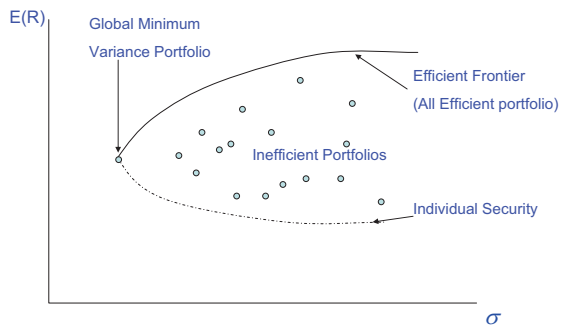 E(R)
Global Minimum
Variance Portfolio
Efficient Frontier
(All Efficient portfolio)
Inefficient Portfolios
Individual Security
σ